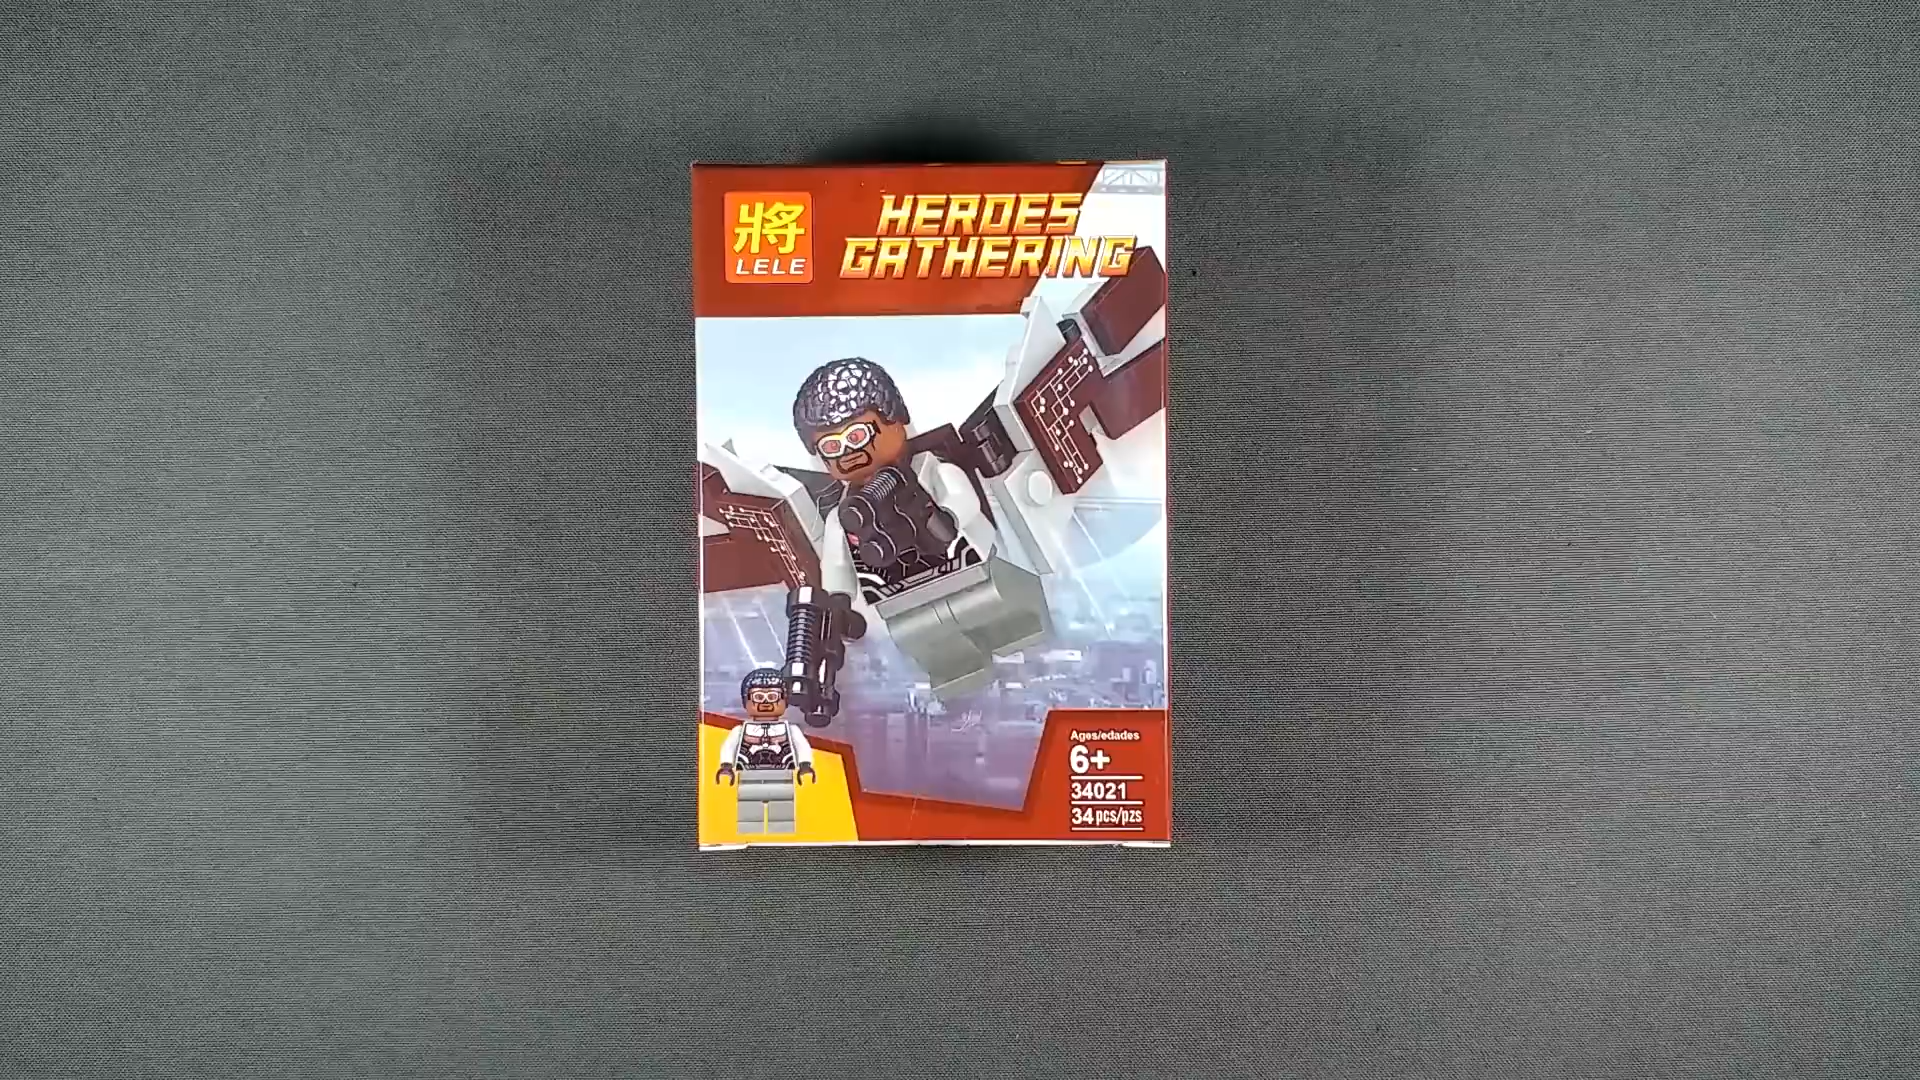 將
LELE
HEROES
GATHERING
Ages/edades
6+
34021
34 pcs/pzs